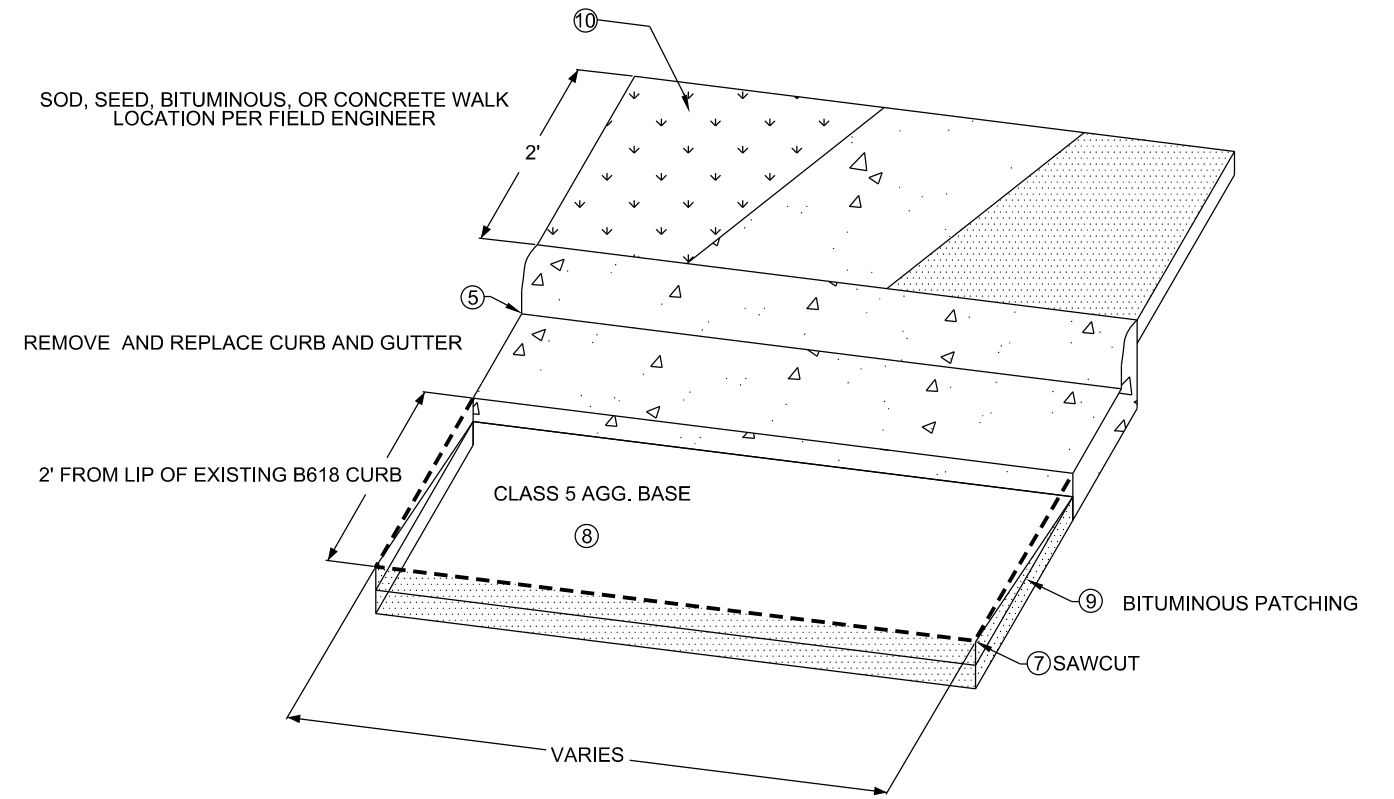 ⑩
SOD, SEED, BITUMINOUS, OR CONCRETE WALK
LOCATION PER FIELD ENGINEER
2'
⑤
REMOVE AND REPLACE CURB AND GUTTER
2' FROM LIP OF EXISTING B618 CURB
CLASS 5 AGG. BASE
⑧
⑨ BITUMINOUS PATCHING
⑦ SAWCUT
VARIES